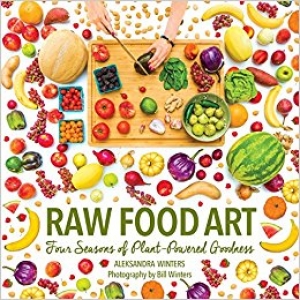 RAW FOOD ART
Four Seasons of Plant-Powered Goodness
ALEKSANDRA WINTERS
Photography by Bill Winters